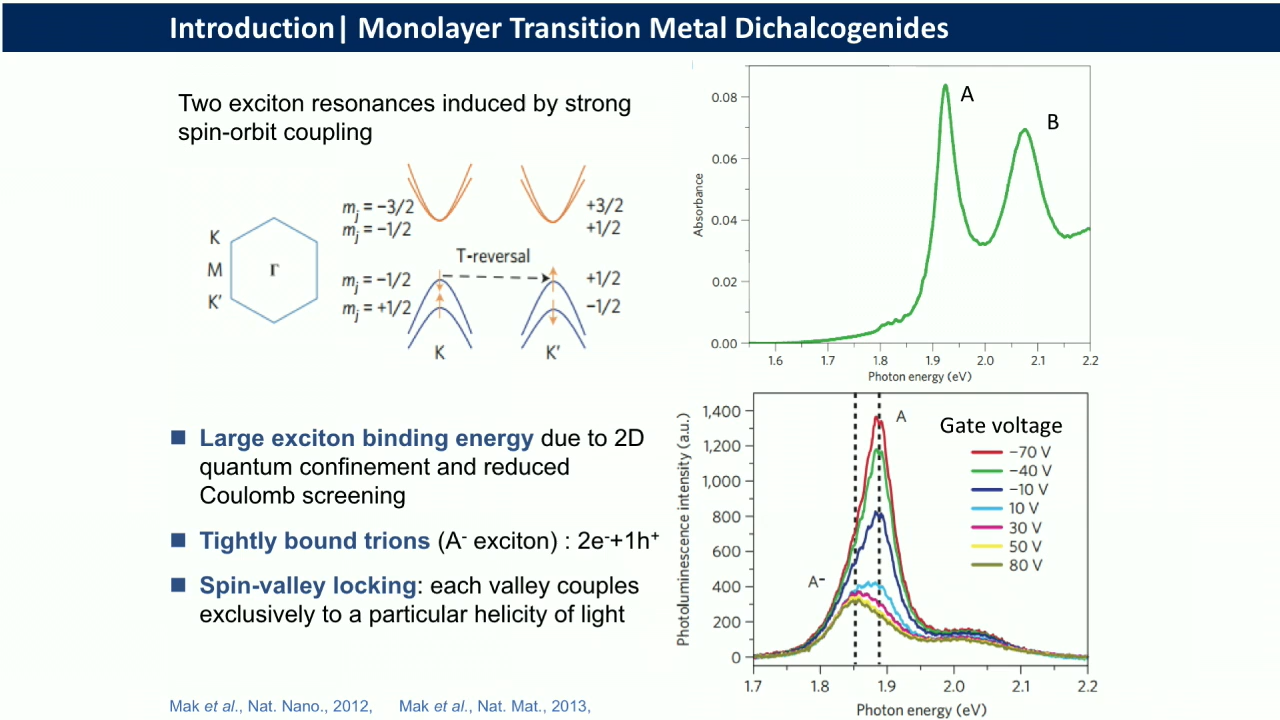 Introduction| Monolayer Transition Metal Dichalcogenides
Two exciton resonances induced by strong
spin-orbit coupling
K
M
K'
Γ
mj = −3/2
mj = −1/2
mj = −1/2
mj = +1/2
T-reversal
+3/2
+1/2
+1/2
−1/2
K
K'
Large exciton binding energy due to 2D
quantum confinement and reduced
Coulomb screening
Tightly bound trions (A- exciton) : 2e-+1h+
Spin-valley locking: each valley couples
exclusively to a particular helicity of light
Mak et al., Nat. Nano., 2012, Mak et al., Nat. Mat., 2013,
A
B
Absorbance
0.08
0.06
0.04
0.02
0.00
1.6 1.7 1.8 1.9 2.0 2.1 2.2
Photon energy (eV)
Photoluminescence intensity (a.u.)
1,400
1,200
1,000
800
600
400
200
0
A
A−
Gate voltage
−70 V
−40 V
−10 V
10 V
30 V
50 V
80 V
1.7 1.8 1.9 2.0 2.1 2.2
Photon energy (eV)